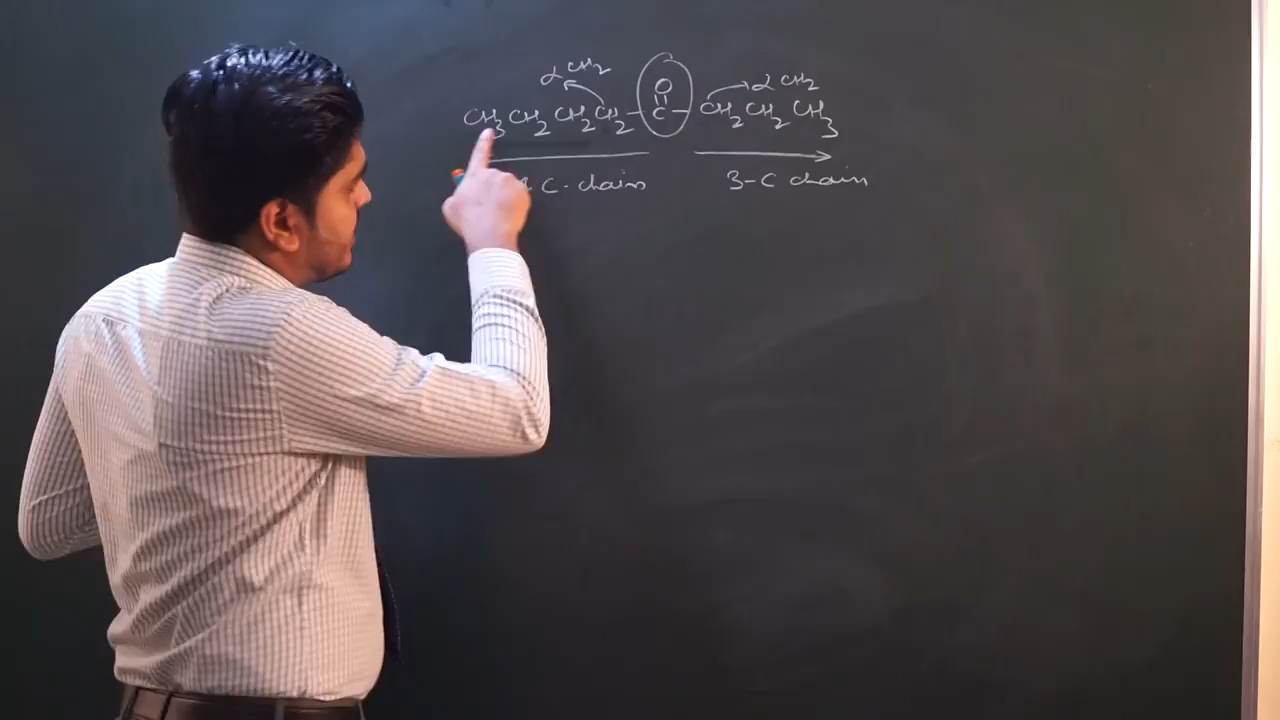 α CH₂ O α CH₂
CH₃ CH₂ CH₂ CH₂ - C - CH₂ CH₂ CH₃
C-chain 3-C chain